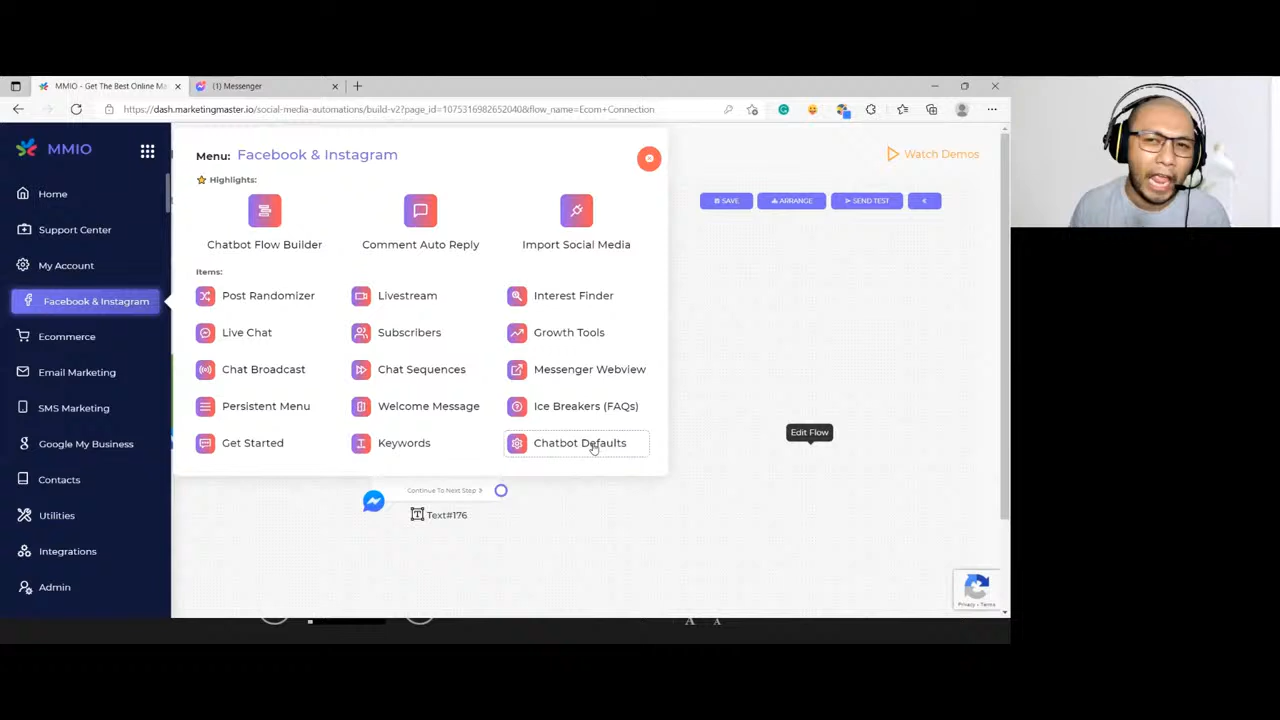 MMIO - Get The Best Online Ma
(1) Messenger
https://dash.marketingmaster.io/social-media-automations/build-v2?page_id=107531698265204&flow_name=Ecom+Connection
MMIO
Home
Support Center
My Account
Facebook & Instagram
Ecommerce
Email Marketing
SMS Marketing
Google My Business
Contacts
Utilities
Integrations
Admin
Menu: Facebook & Instagram
Highlights:
Chatbot Flow Builder
Comment Auto Reply
Import Social Media
Items:
Post Randomizer
Livestream
Interest Finder
Live Chat
Subscribers
Growth Tools
Chat Broadcast
Chat Sequences
Messenger Webview
Persistent Menu
Welcome Message
Ice Breakers (FAQs)
Get Started
Keywords
Chatbot Defaults
Watch Demos
SAVE
ARRANGE
SEND TEST
Edit Flow
Continue To Next Step
Text#176
Privacy - Terms
A A